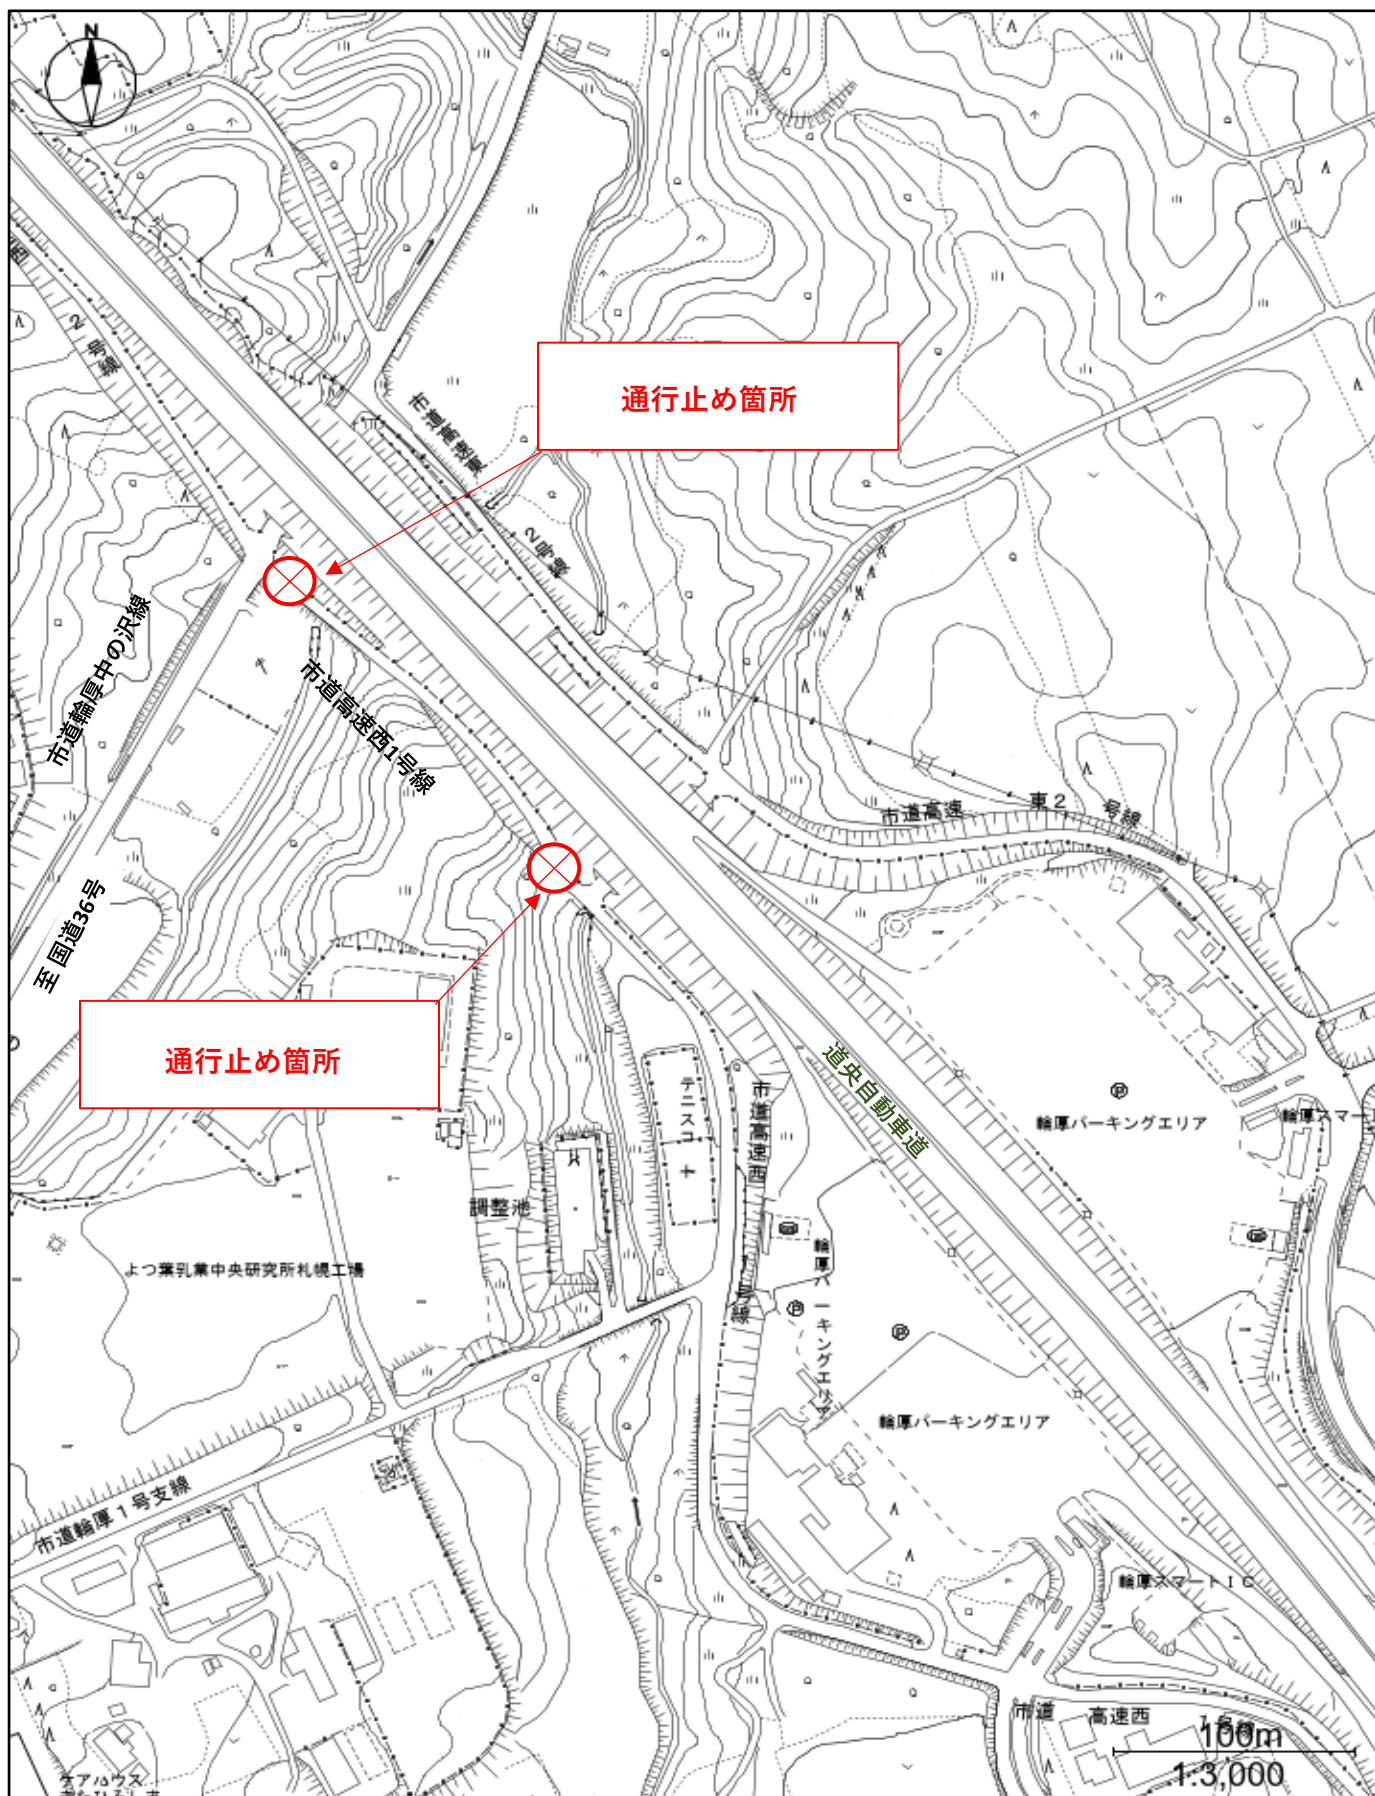 N
２号線
市道高速東
２号線
通行止め箇所
市道輪厚中の沢線
市道高速西1号線
至 国道36号
市道高速
東２
号線
通行止め箇所
道央自動車道
テニスコート
市道高速西
号線
輪厚パーキングエリア
輪厚スマート
調整池
よつ葉乳業中央研究所札幌工場
輪厚パーキングエリア
輪厚パーキングエリア
市道輪厚１号支線
輪厚スマートＩＣ
市道
高速西
100m
1:3,000
ケアハウス